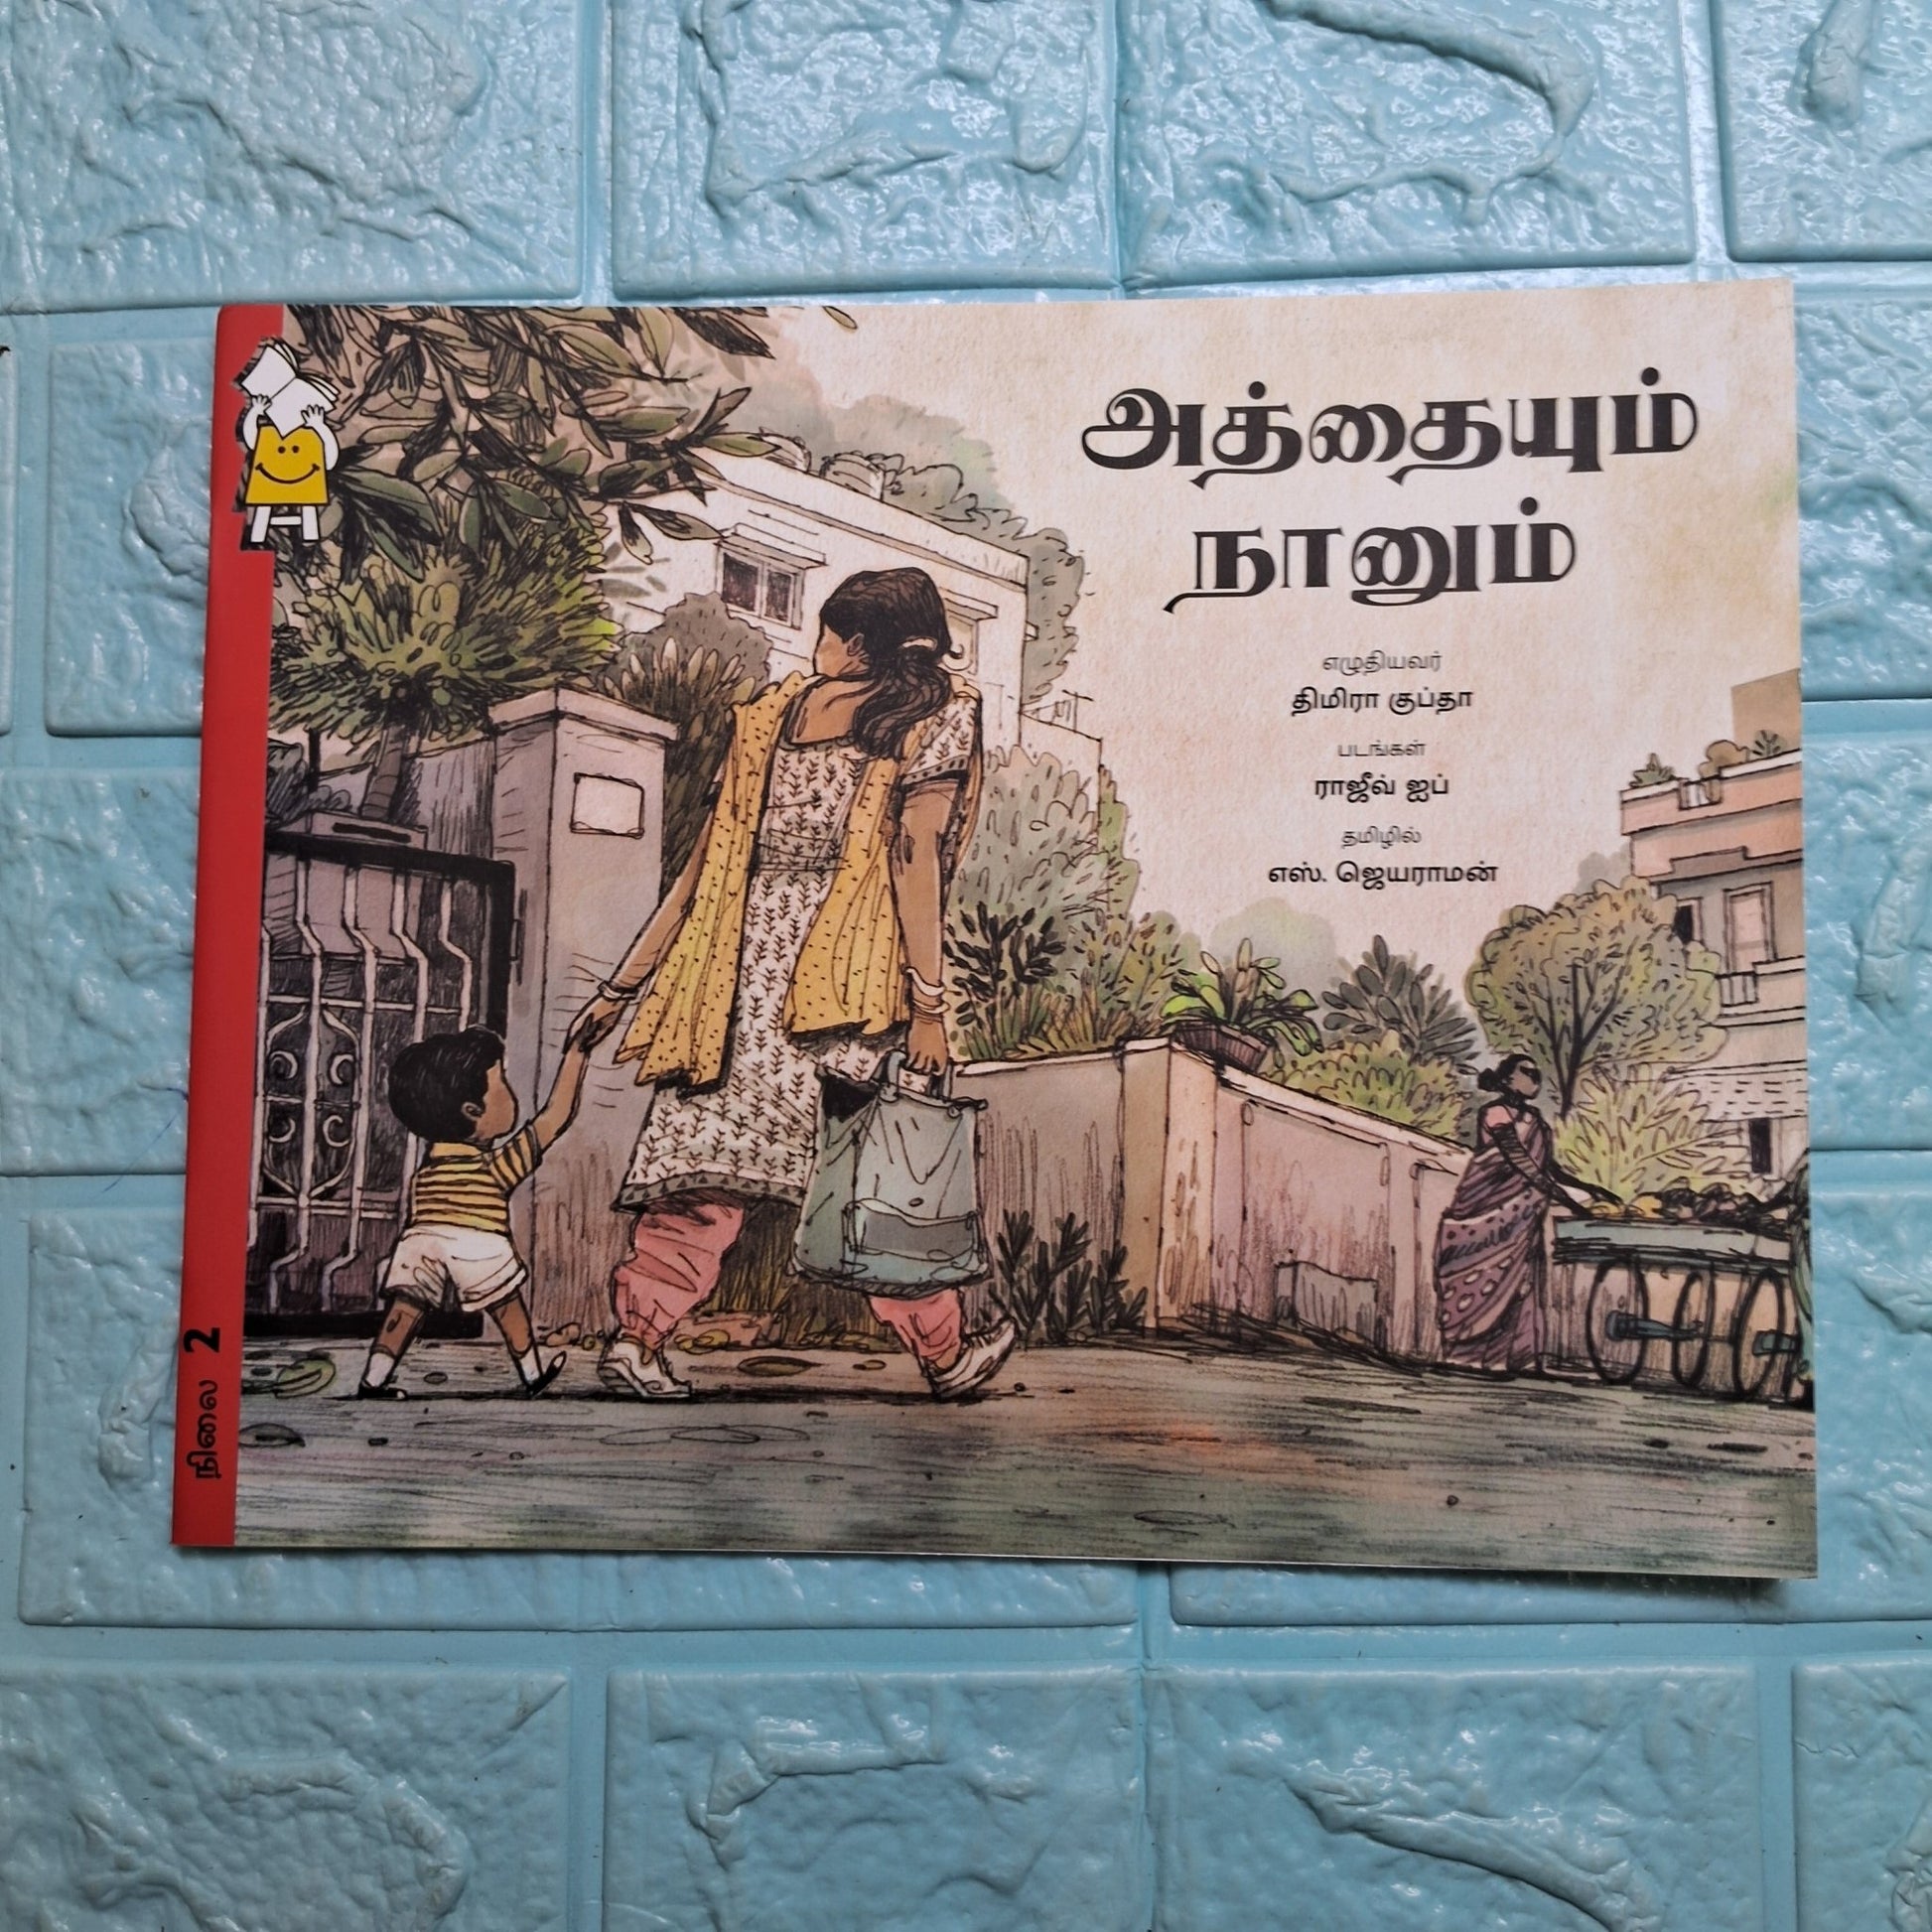 அத்தையும்
நானும்
எழுதியவர்
திமிரா குப்தா
படங்கள்
ராஜீவ் ஐப்
தமிழில்
எஸ். ஜெயராமன்
நிலை 2